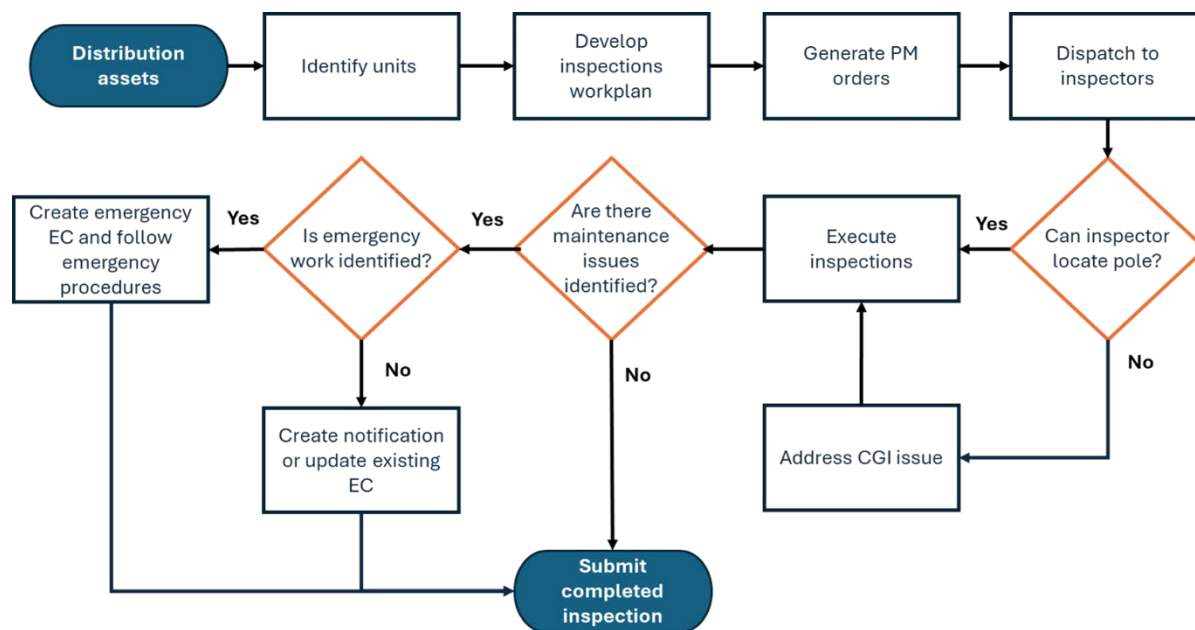 Distribution
assets
Identify units
Develop
inspections
workplan
Generate PM
orders
Dispatch to
inspectors
Can inspector
locate pole?
Yes
No
Execute
inspections
Address CGI issue
Are there
maintenance
issues
identified?
Yes
No
Is emergency
work identified?
Yes
No
Create emergency
EC and follow
emergency
procedures
Create notification
or update existing
EC
Submit
completed
inspection